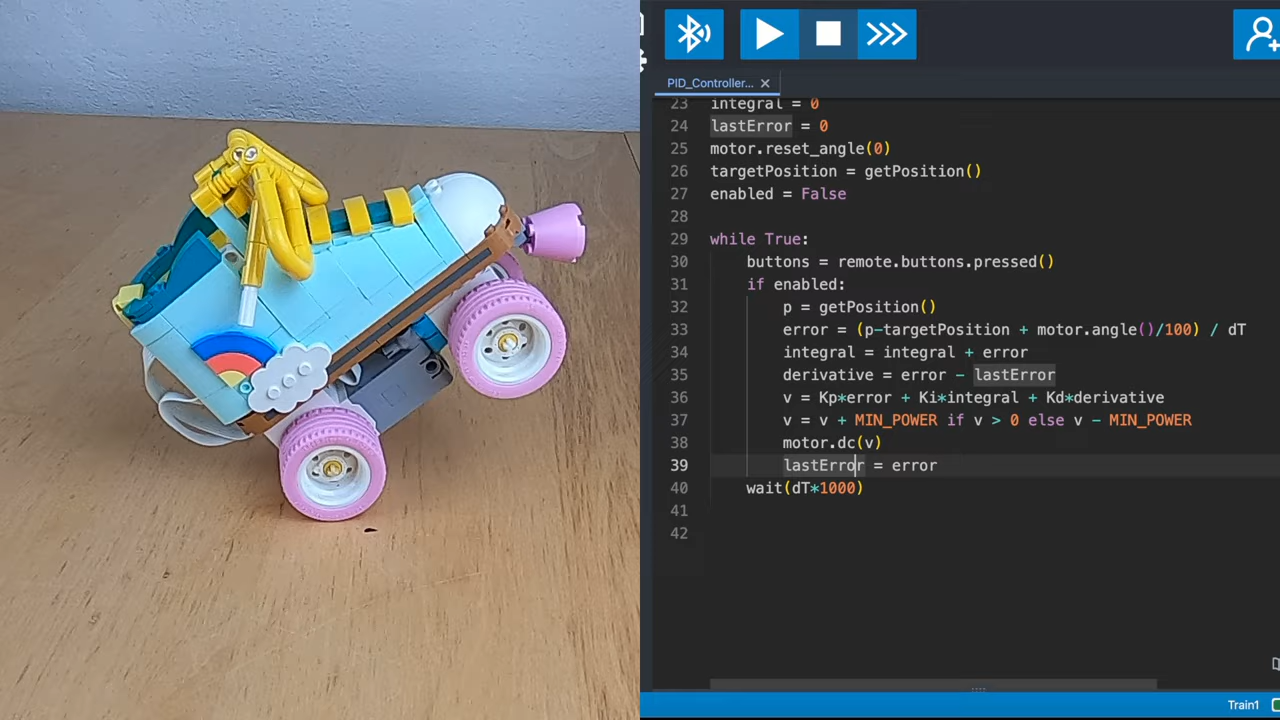 PID_Controller...
23 integral = 0
24 lastError = 0
25 motor.reset_angle(0)
26 targetPosition = getPosition()
27 enabled = False
28
29 while True:
30 buttons = remote.buttons.pressed()
31 if enabled:
32 p = getPosition()
33 error = (p-targetPosition + motor.angle()/100) / dT
34 integral = integral + error
35 derivative = error - lastError
36 v = Kp*error + Ki*integral + Kd*derivative
37 v = v + MIN_POWER if v > 0 else v - MIN_POWER
38 motor.dc(v)
39 lastError = error
40 wait(dT*1000)
41
42
Train1